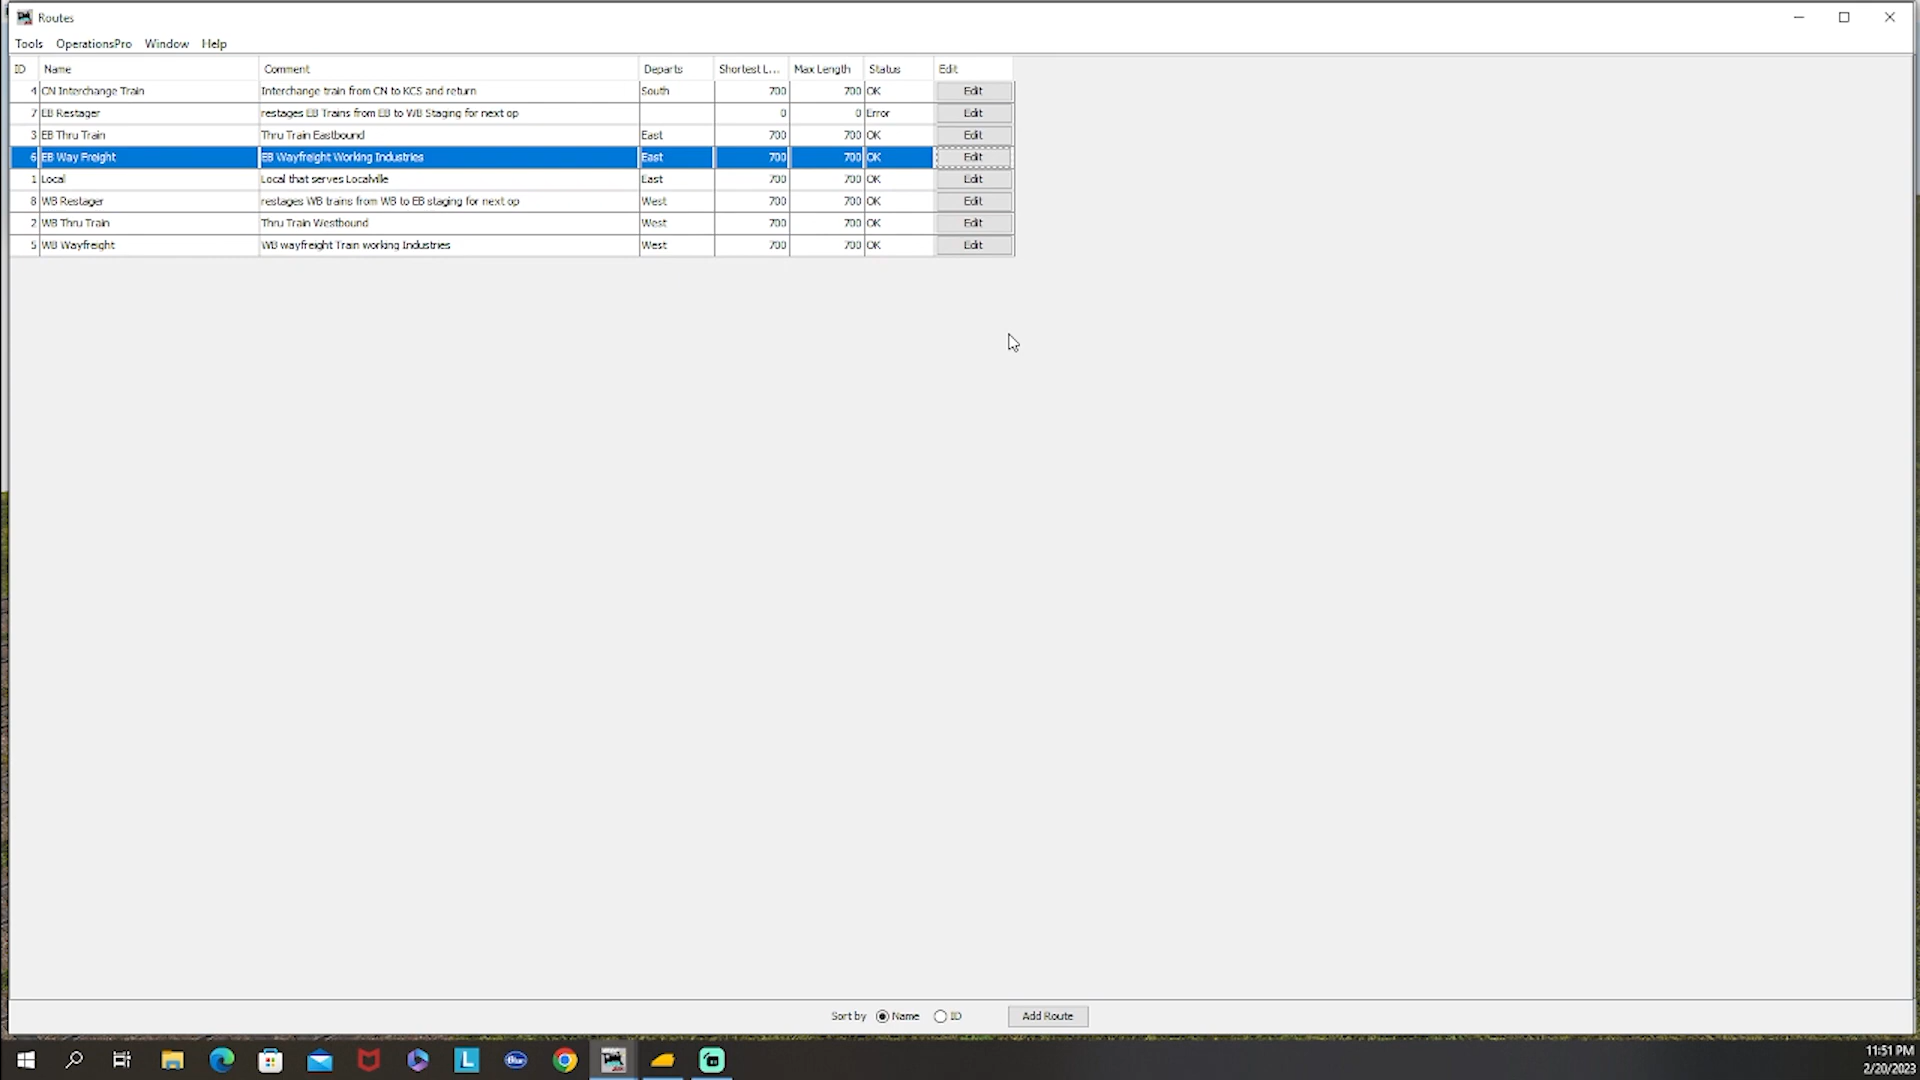 Routes
Tools OperationsPro Window Help
ID Name Comment Departs Shortest L... Max Length Status Edit
4 CN Interchange Train Interchange train from CN to KCS and return South 700 700 OK Edit
7 EB Restager restages EB Trains from EB to WB Staging for next op 0 0 Error Edit
3 EB Thru Train Thru Train Eastbound East 700 700 OK Edit
6 EB Way Freight EB Wayfreight Working Industries East 700 700 OK Edit
1 Local Local that serves Localville East 700 700 OK Edit
8 WB Restager restages WB trains from WB to EB staging for next op West 700 700 OK Edit
2 WB Thru Train Thru Train Westbound West 700 700 OK Edit
5 WB Wayfreight WB wayfreight Train working Industries West 700 700 OK Edit
Sort by Name ID Add Route
L
Blue
11:51 PM
2/20/2023